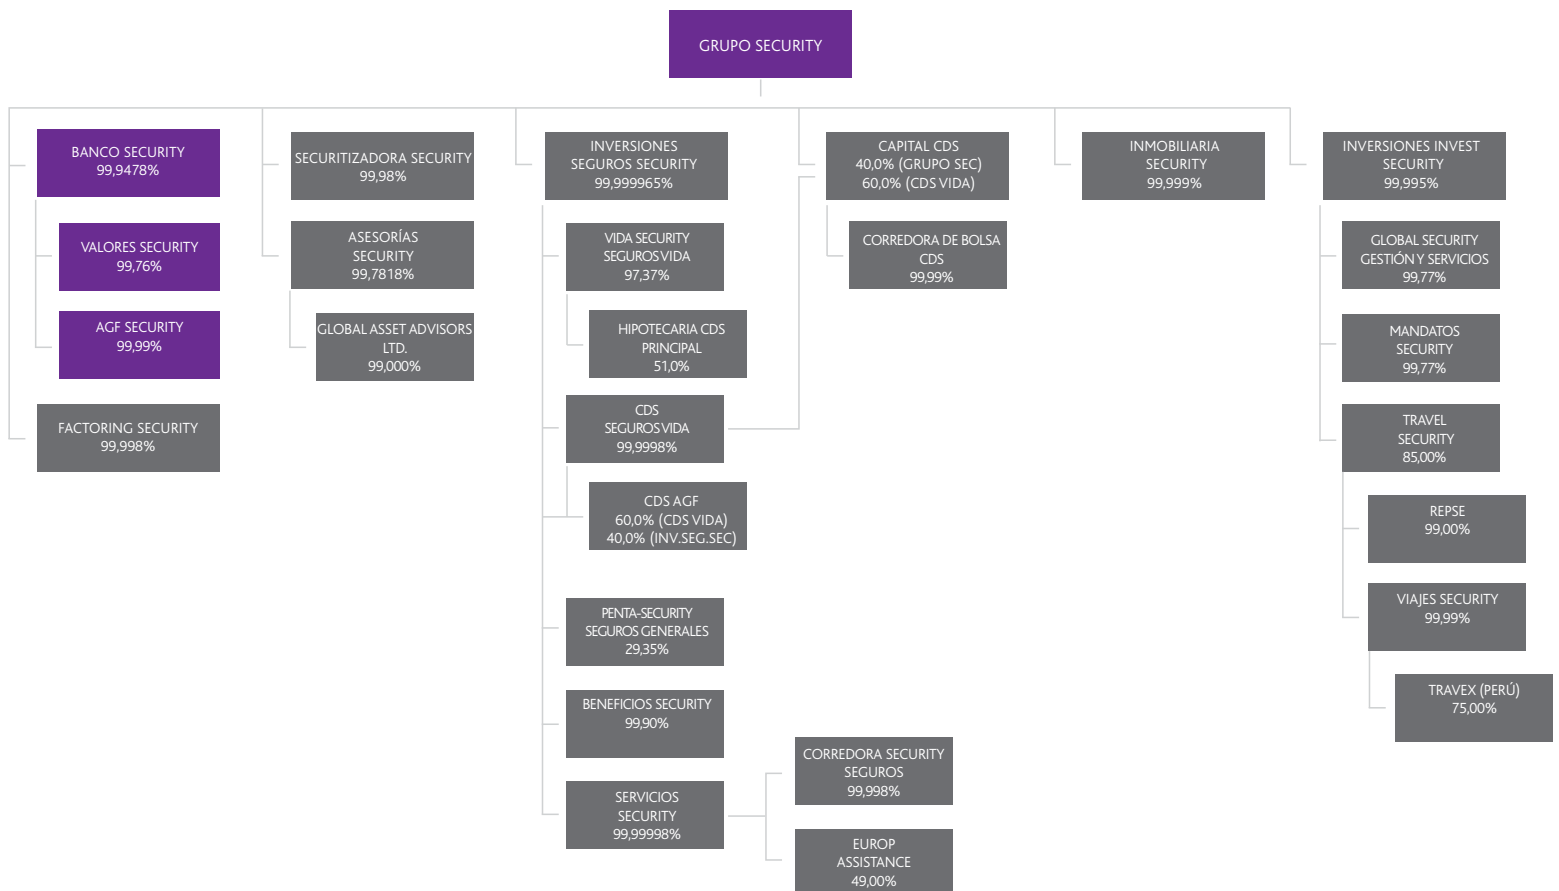 GRUPO SECURITY
BANCO SECURITY
99,9478%
VALORES SECURITY
99,76%
AGF SECURITY
99,99%
FACTORING SECURITY
99,998%
SECURITIZADORA SECURITY
99,98%
ASESORÍAS
SECURITY
99,7818%
GLOBAL ASSET ADVISORS
LTD.
99,000%
INVERSIONES
SEGUROS SECURITY
99,999965%
VIDA SECURITY
SEGUROS VIDA
97,37%
HIPOTECARIA CDS
PRINCIPAL
51,0%
CDS
SEGUROS VIDA
99,9998%
CDS AGF
60,0% (CDS VIDA)
40,0% (INV.SEG.SEC)
PENTA-SECURITY
SEGUROS GENERALES
29,35%
BENEFICIOS SECURITY
99,90%
SERVICIOS
SECURITY
99,99998%
CORREDORA SECURITY
SEGUROS
99,998%
EUROP
ASSISTANCE
49,00%
CAPITAL CDS
40,0% (GRUPO SEC)
60,0% (CDS VIDA)
CORREDORA DE BOLSA
CDS
99,99%
INMOBILIARIA
SECURITY
99,999%
INVERSIONES INVEST
SECURITY
99,995%
GLOBAL SECURITY
GESTIÓN Y SERVICIOS
99,77%
MANDATOS
SECURITY
99,77%
TRAVEL
SECURITY
85,00%
REPSE
99,00%
VIAJES SECURITY
99,99%
TRAVEX (PERÚ)
75,00%